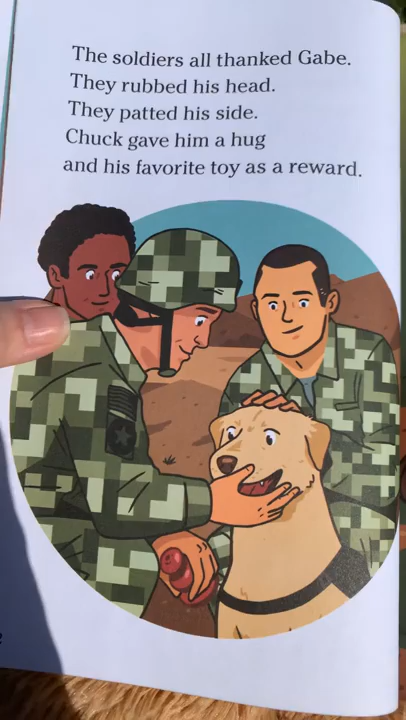 The soldiers all thanked Gabe.
They rubbed his head.
They patted his side.
Chuck gave him a hug
and his favorite toy as a reward.